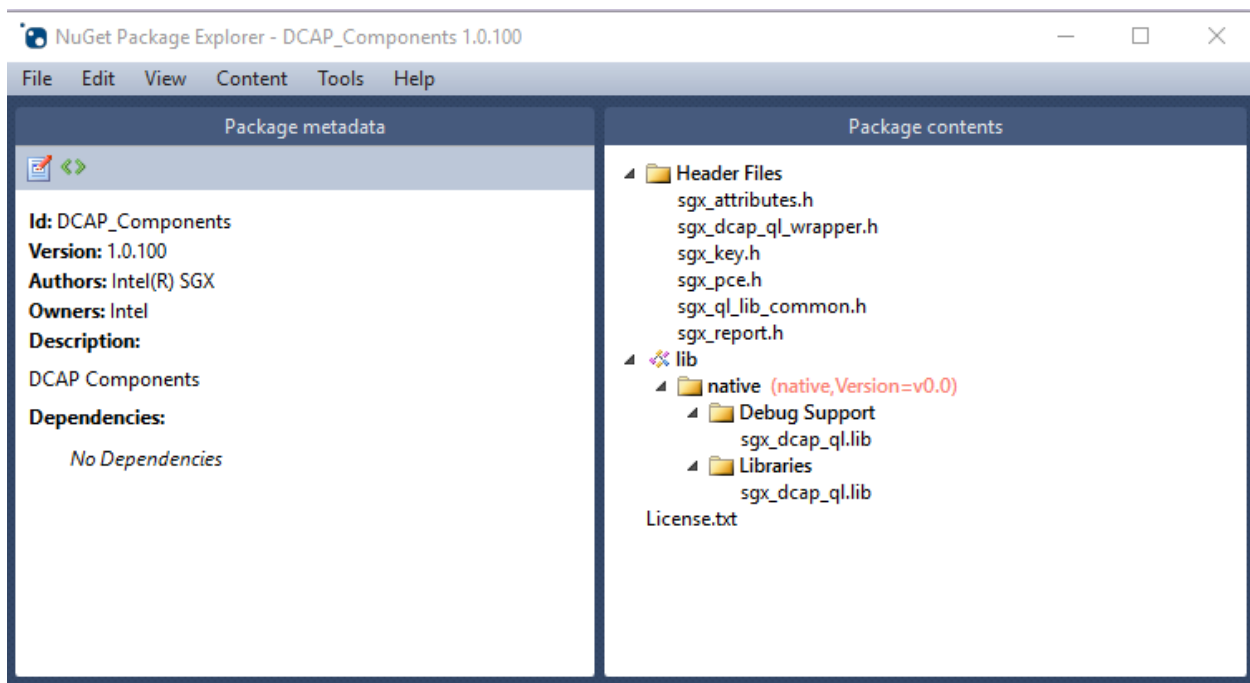 NuGet Package Explorer - DCAP_Components 1.0.100
File Edit View Content Tools Help
Package metadata
Id: DCAP_Components
Version: 1.0.100
Authors: Intel(R) SGX
Owners: Intel
Description:
DCAP Components
Dependencies:
No Dependencies
Package contents
Header Files
sgx_attributes.h
sgx_dcap_ql_wrapper.h
sgx_key.h
sgx_pce.h
sgx_ql_lib_common.h
sgx_report.h
lib
native (native,Version=v0.0)
Debug Support
sgx_dcap_ql.lib
Libraries
sgx_dcap_ql.lib
License.txt